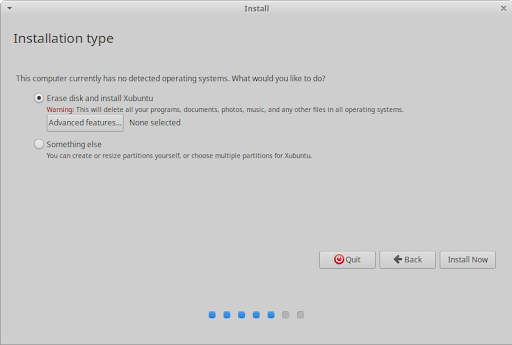 Install
Installation type
This computer currently has no detected operating systems. What would you like to do?
Erase disk and install Xubuntu
Warning: This will delete all your programs, documents, photos, music, and any other files in all operating systems.
Advanced features... None selected
Something else
You can create or resize partitions yourself, or choose multiple partitions for Xubuntu.
Quit Back Install Now